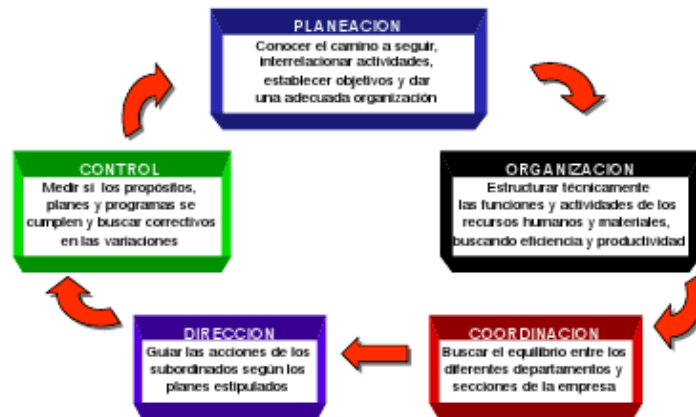 PLANEACION
Conocer el camino a seguir,
interrelacionar actividades,
establecer objetivos y dar
una adecuada organización
CONTROL
Medir si los propósitos,
planes y programas se
cumplen y buscar correctivos
en las variaciones
ORGANIZACION
Estructurar técnicamente
las funciones y actividades de los
recursos humanos y materiales,
buscando eficiencia y productividad
DIRECCION
Guiar las acciones de los
subordinados según los
planes estipulados
COORDINACION
Buscar el equilibrio entre los
diferentes departamentos y
secciones de la empresa